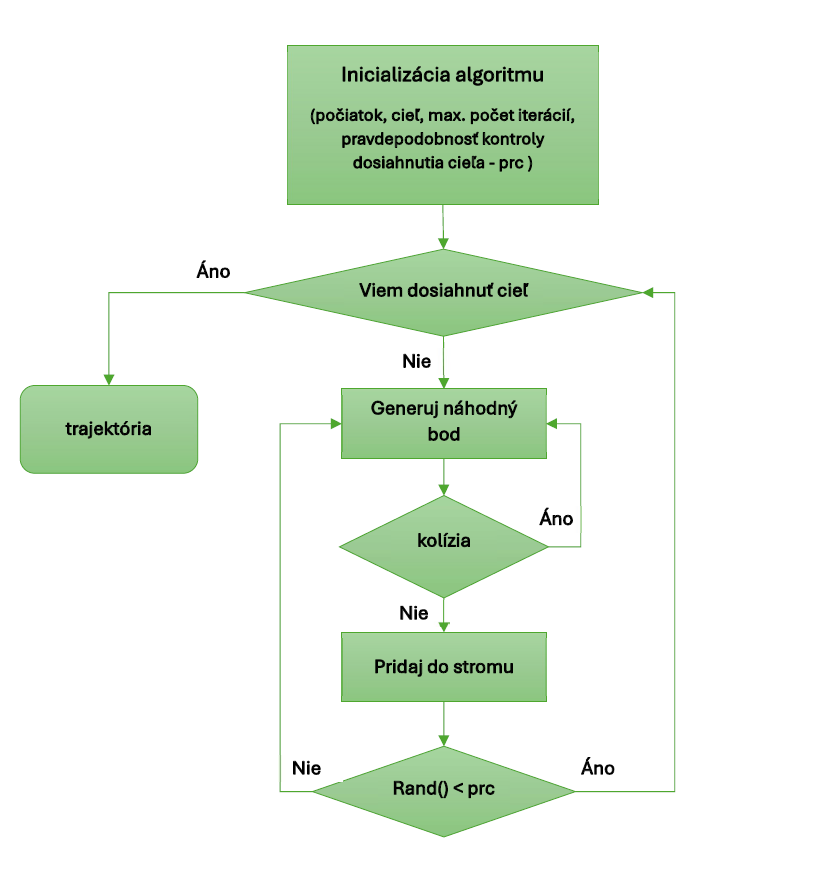 Inicializácia algoritmu
(počiatok, cieľ, max. počet iterácií,
pravdepodobnosť kontroly
dosiahnutia cieľa - prc )
Áno
Viem dosiahnuť cieľ
Nie
trajektória
Generuj náhodný
bod
Áno
kolízia
Nie
Pridaj do stromu
Nie
Áno
Rand() < prc